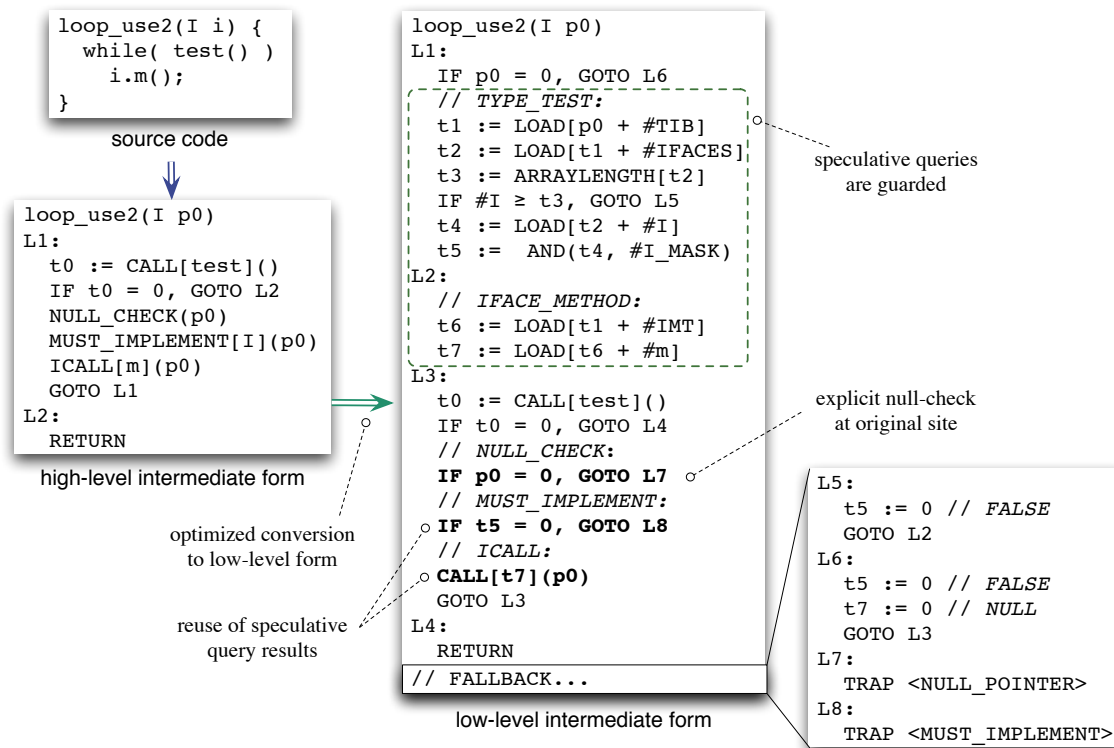 loop_use2(I i) {
while( test() )
i.m();
}
source code
loop_use2(I p0)
L1:
t0 := CALL[test]()
IF t0 = 0, GOTO L2
NULL_CHECK(p0)
MUST_IMPLEMENT[I](p0)
ICALL[m](p0)
GOTO L1
L2:
RETURN
high-level intermediate form
optimized conversion
to low-level form
reuse of speculative
query results
loop_use2(I p0)
L1:
IF p0 = 0, GOTO L6
// TYPE_TEST:
t1 := LOAD[p0 + #TIB]
t2 := LOAD[t1 + #IFACES]
t3 := ARRAYLENGTH[t2]
IF #I ≥ t3, GOTO L5
t4 := LOAD[t2 + #I]
t5 :=  AND(t4, #I_MASK)
L2:
// IFACE_METHOD:
t6 := LOAD[t1 + #IMT]
t7 := LOAD[t6 + #m]
L3:
t0 := CALL[test]()
IF t0 = 0, GOTO L4
// NULL_CHECK:
IF p0 = 0, GOTO L7
// MUST_IMPLEMENT:
IF t5 = 0, GOTO L8
// ICALL:
CALL[t7](p0)
GOTO L3
L4:
RETURN
// FALLBACK...
low-level intermediate form
speculative queries
are guarded
explicit null-check
at original site
L5:
t5 := 0 // FALSE
GOTO L2
L6:
t5 := 0 // FALSE
t7 := 0 // NULL
GOTO L3
L7:
TRAP <NULL_POINTER>
L8:
TRAP <MUST_IMPLEMENT>